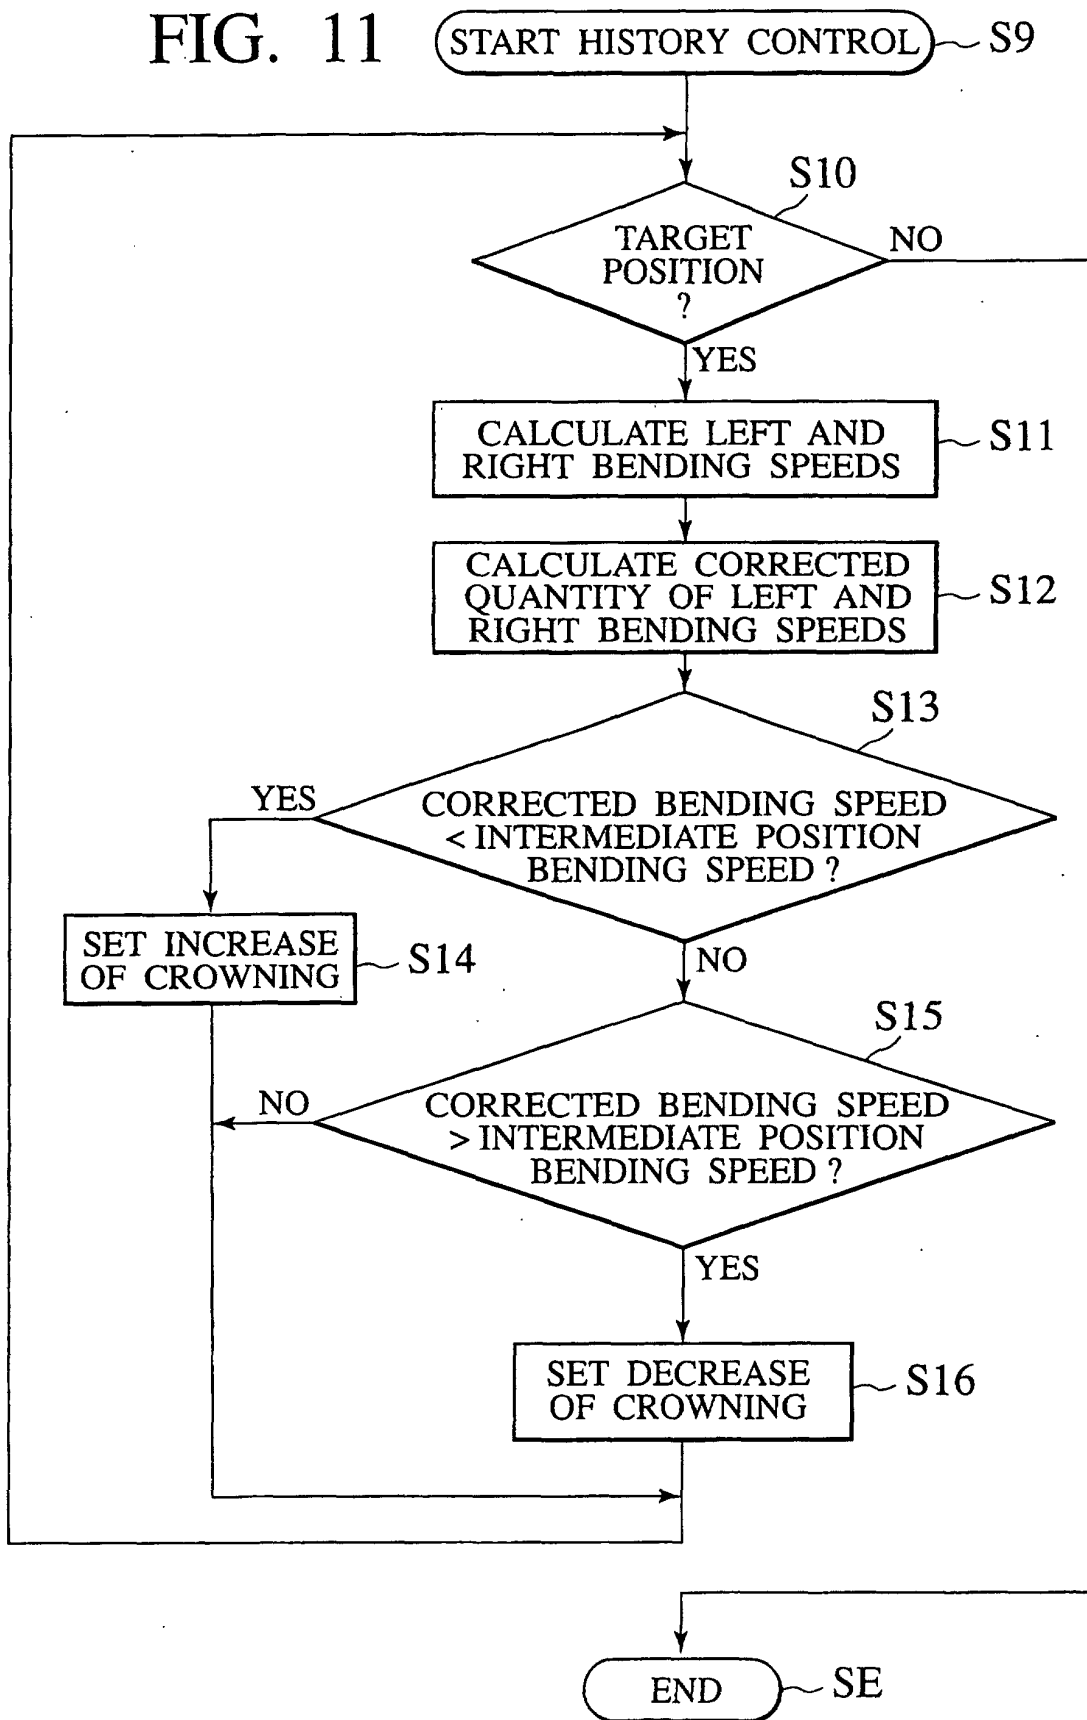 FIG. 11
START HISTORY CONTROL
S9
S10
TARGET
POSITION
?
NO
YES
CALCULATE LEFT AND
RIGHT BENDING SPEEDS
S11
CALCULATE CORRECTED
QUANTITY OF LEFT AND
RIGHT BENDING SPEEDS
S12
S13
YES
CORRECTED BENDING SPEED
< INTERMEDIATE POSITION
BENDING SPEED ?
SET INCREASE
OF CROWNING
S14
NO
S15
NO
CORRECTED BENDING SPEED
> INTERMEDIATE POSITION
BENDING SPEED ?
YES
SET DECREASE
OF CROWNING
S16
END
SE